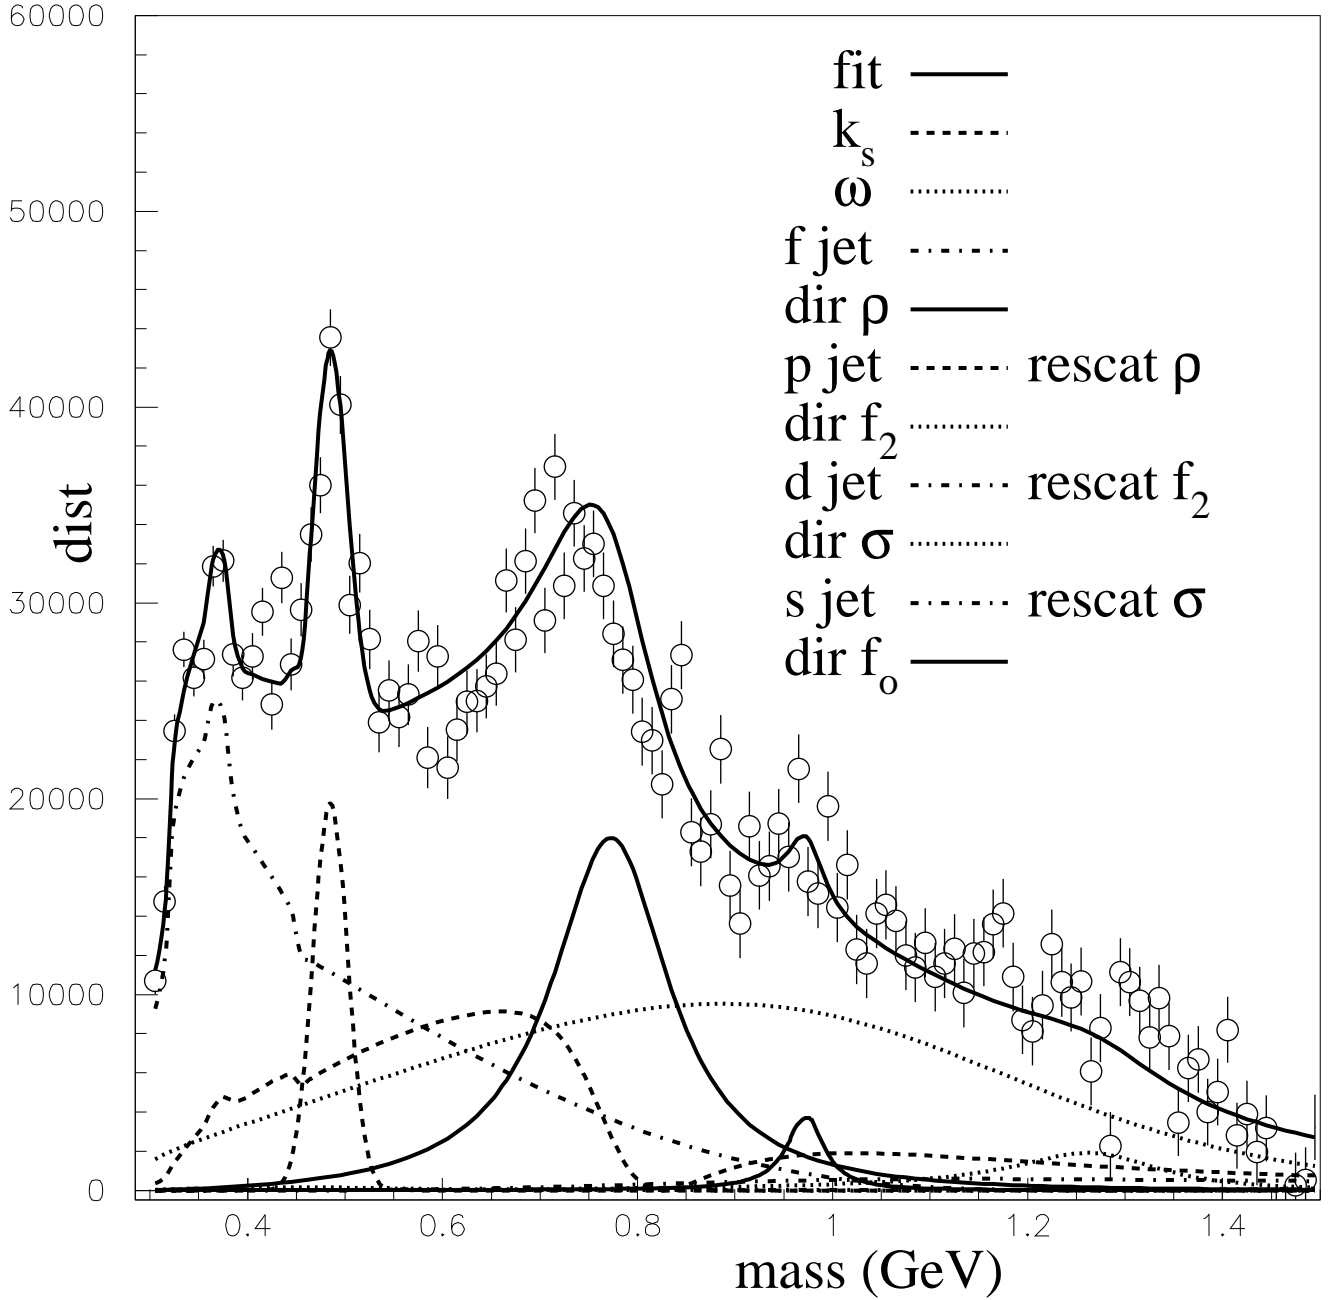 60000
50000
40000
30000
20000
10000
0
dist
fit
k_s
ω
f jet
dir ρ
p jet rescat ρ
dir f_2
d jet rescat f_2
dir σ
s jet rescat σ
dir f_o
0.4 0.6 0.8 1 1.2 1.4
mass (GeV)